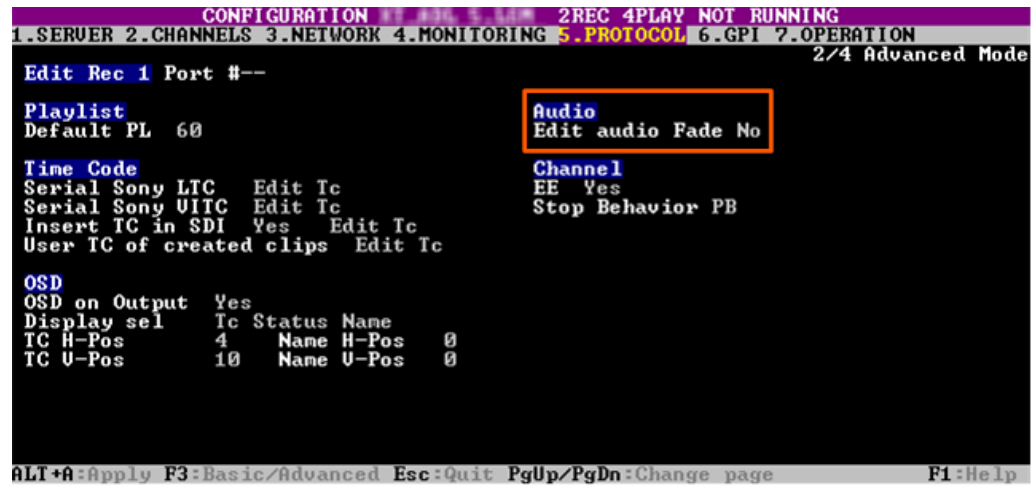 CONFIGURATION 2REC 4PLAY NOT RUNNING
1.SERVER 2.CHANNELS 3.NETWORK 4.MONITORING 5.PROTOCOL 6.GPI 7.OPERATION
2/4 Advanced Mode
Edit Rec 1 Port #--
Playlist
Default PL 60
Audio
Edit audio Fade No
Time Code
Serial Sony LTC Edit Tc
Serial Sony VITC Edit Tc
Insert TC in SDI Yes Edit Tc
User TC of created clips Edit Tc
Channel
EE Yes
Stop Behavior PB
OSD
OSD on Output Yes
Display sel Tc Status Name
TC H-Pos 4 Name H-Pos 0
TC V-Pos 10 Name V-Pos 0
ALT+A:Apply F3:Basic/Advanced Esc:Quit PgUp/PgDn:Change page F1:Help